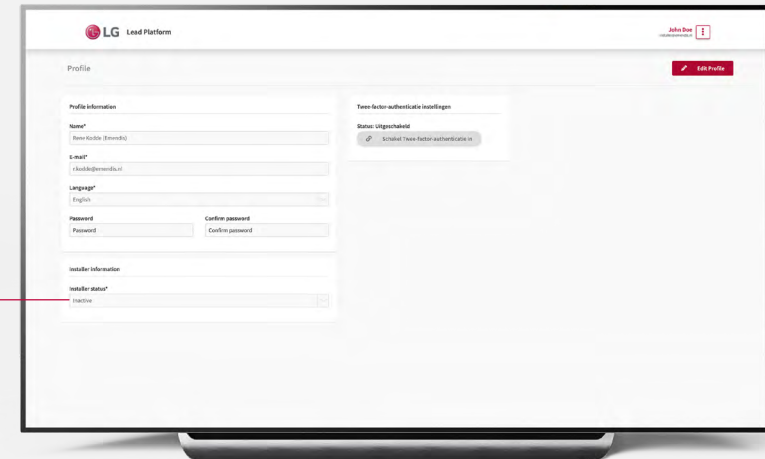 LG Lead Platform
John Doe
Profile
Edit Profile
Profile information
Name*
Rene Kodde (Emendis)
E-mail*
r.kodde@emendis.nl
Language*
English
Password
Confirm password
Password
Confirm password
Installer information
Installer status*
Inactive
Twee-factor-authenticatie instellingen
Status: Uitgeschakeld
Schakel Twee-factor-authenticatie in